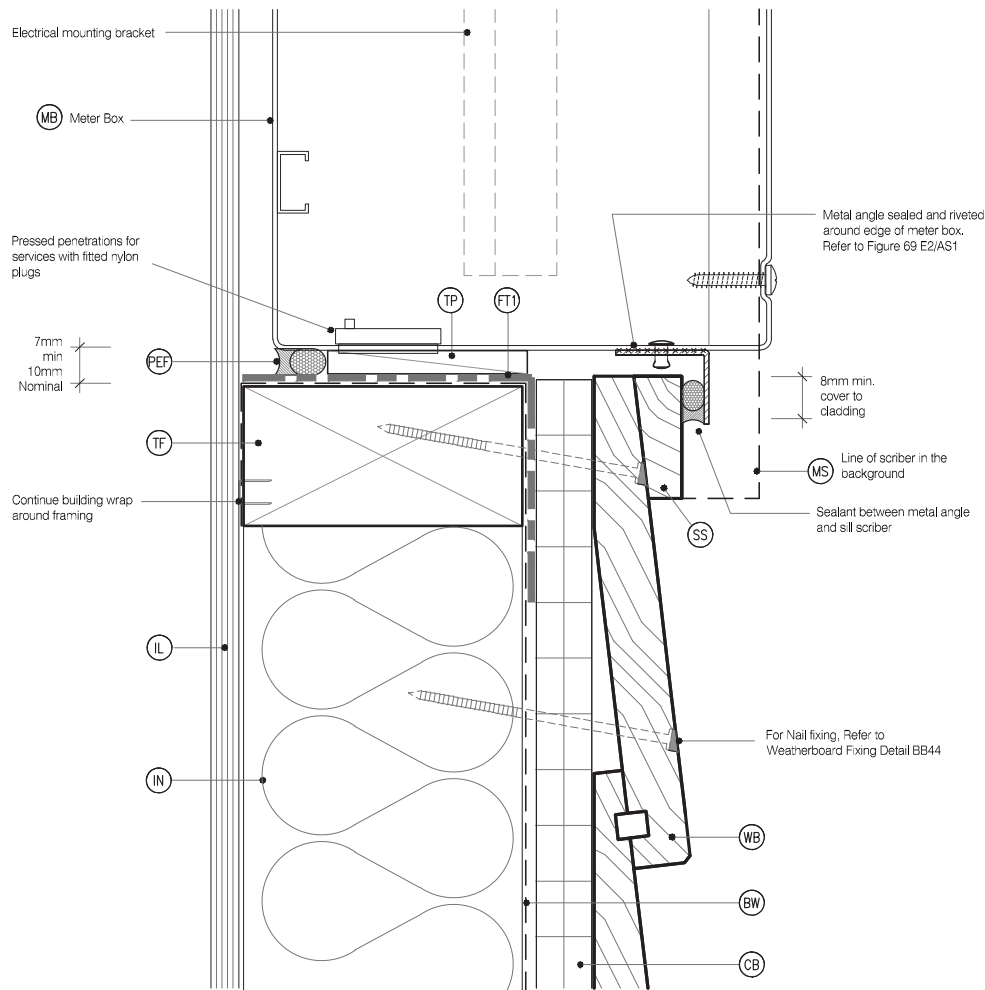 Electrical mounting bracket
MB Meter Box
Pressed penetrations for
services with fitted nylon
plugs
Metal angle sealed and riveted
around edge of meter box.
Refer to Figure 69 E2/AS1
TP
FT1
7mm
min
10mm
Nominal
PEF
8mm min.
cover to
cladding
TF
MS
Line of scriber in the
background
Continue building wrap
around framing
SS
Sealant between metal angle
and sill scriber
IL
For Nail fixing, Refer to
Weatherboard Fixing Detail BB44
IN
WB
BW
CB